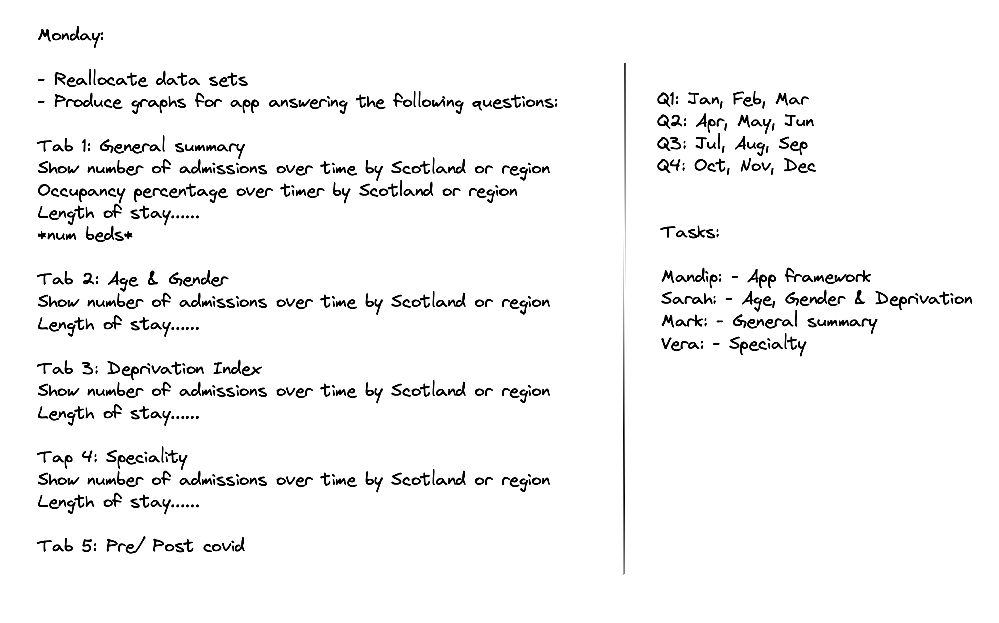 Monday:
- Reallocate data sets
- Produce graphs for app answering the following questions:
Tab 1: General summary
Show number of admissions over time by Scotland or region
Occupancy percentage over timer by Scotland or region
Length of stay......
*num beds*
Tab 2: Age & Gender
Show number of admissions over time by Scotland or region
Length of stay......
Tab 3: Deprivation Index
Show number of admissions over time by Scotland or region
Length of stay......
Tap 4: Speciality
Show number of admissions over time by Scotland or region
Length of stay......
Tab 5: Pre/ Post covid
Q1: Jan, Feb, Mar
Q2: Apr, May, Jun
Q3: Jul, Aug, Sep
Q4: Oct, Nov, Dec
Tasks:
Mandip: - App framework
Sarah: - Age, Gender & Deprivation
Mark: - General summary
Vera: - Specialty